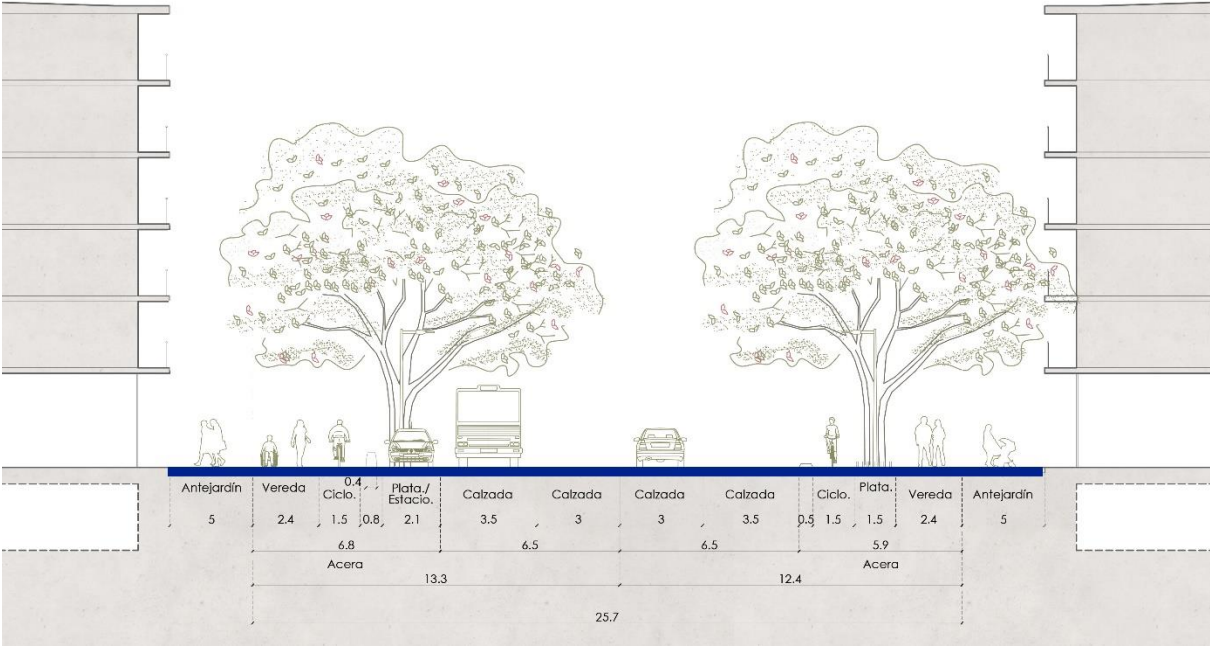 0.4
Antejardín Vereda Ciclo. Plata./ Calzada Calzada Calzada Calzada Ciclo. Plata. Vereda Antejardín
Estacio.
5 2.4 1.5 0.8 2.1 3.5 3 3 3.5 0.5 1.5 1.5 2.4 5
6.8 6.5 6.5 5.9
Acera Acera
13.3 12.4
25.7